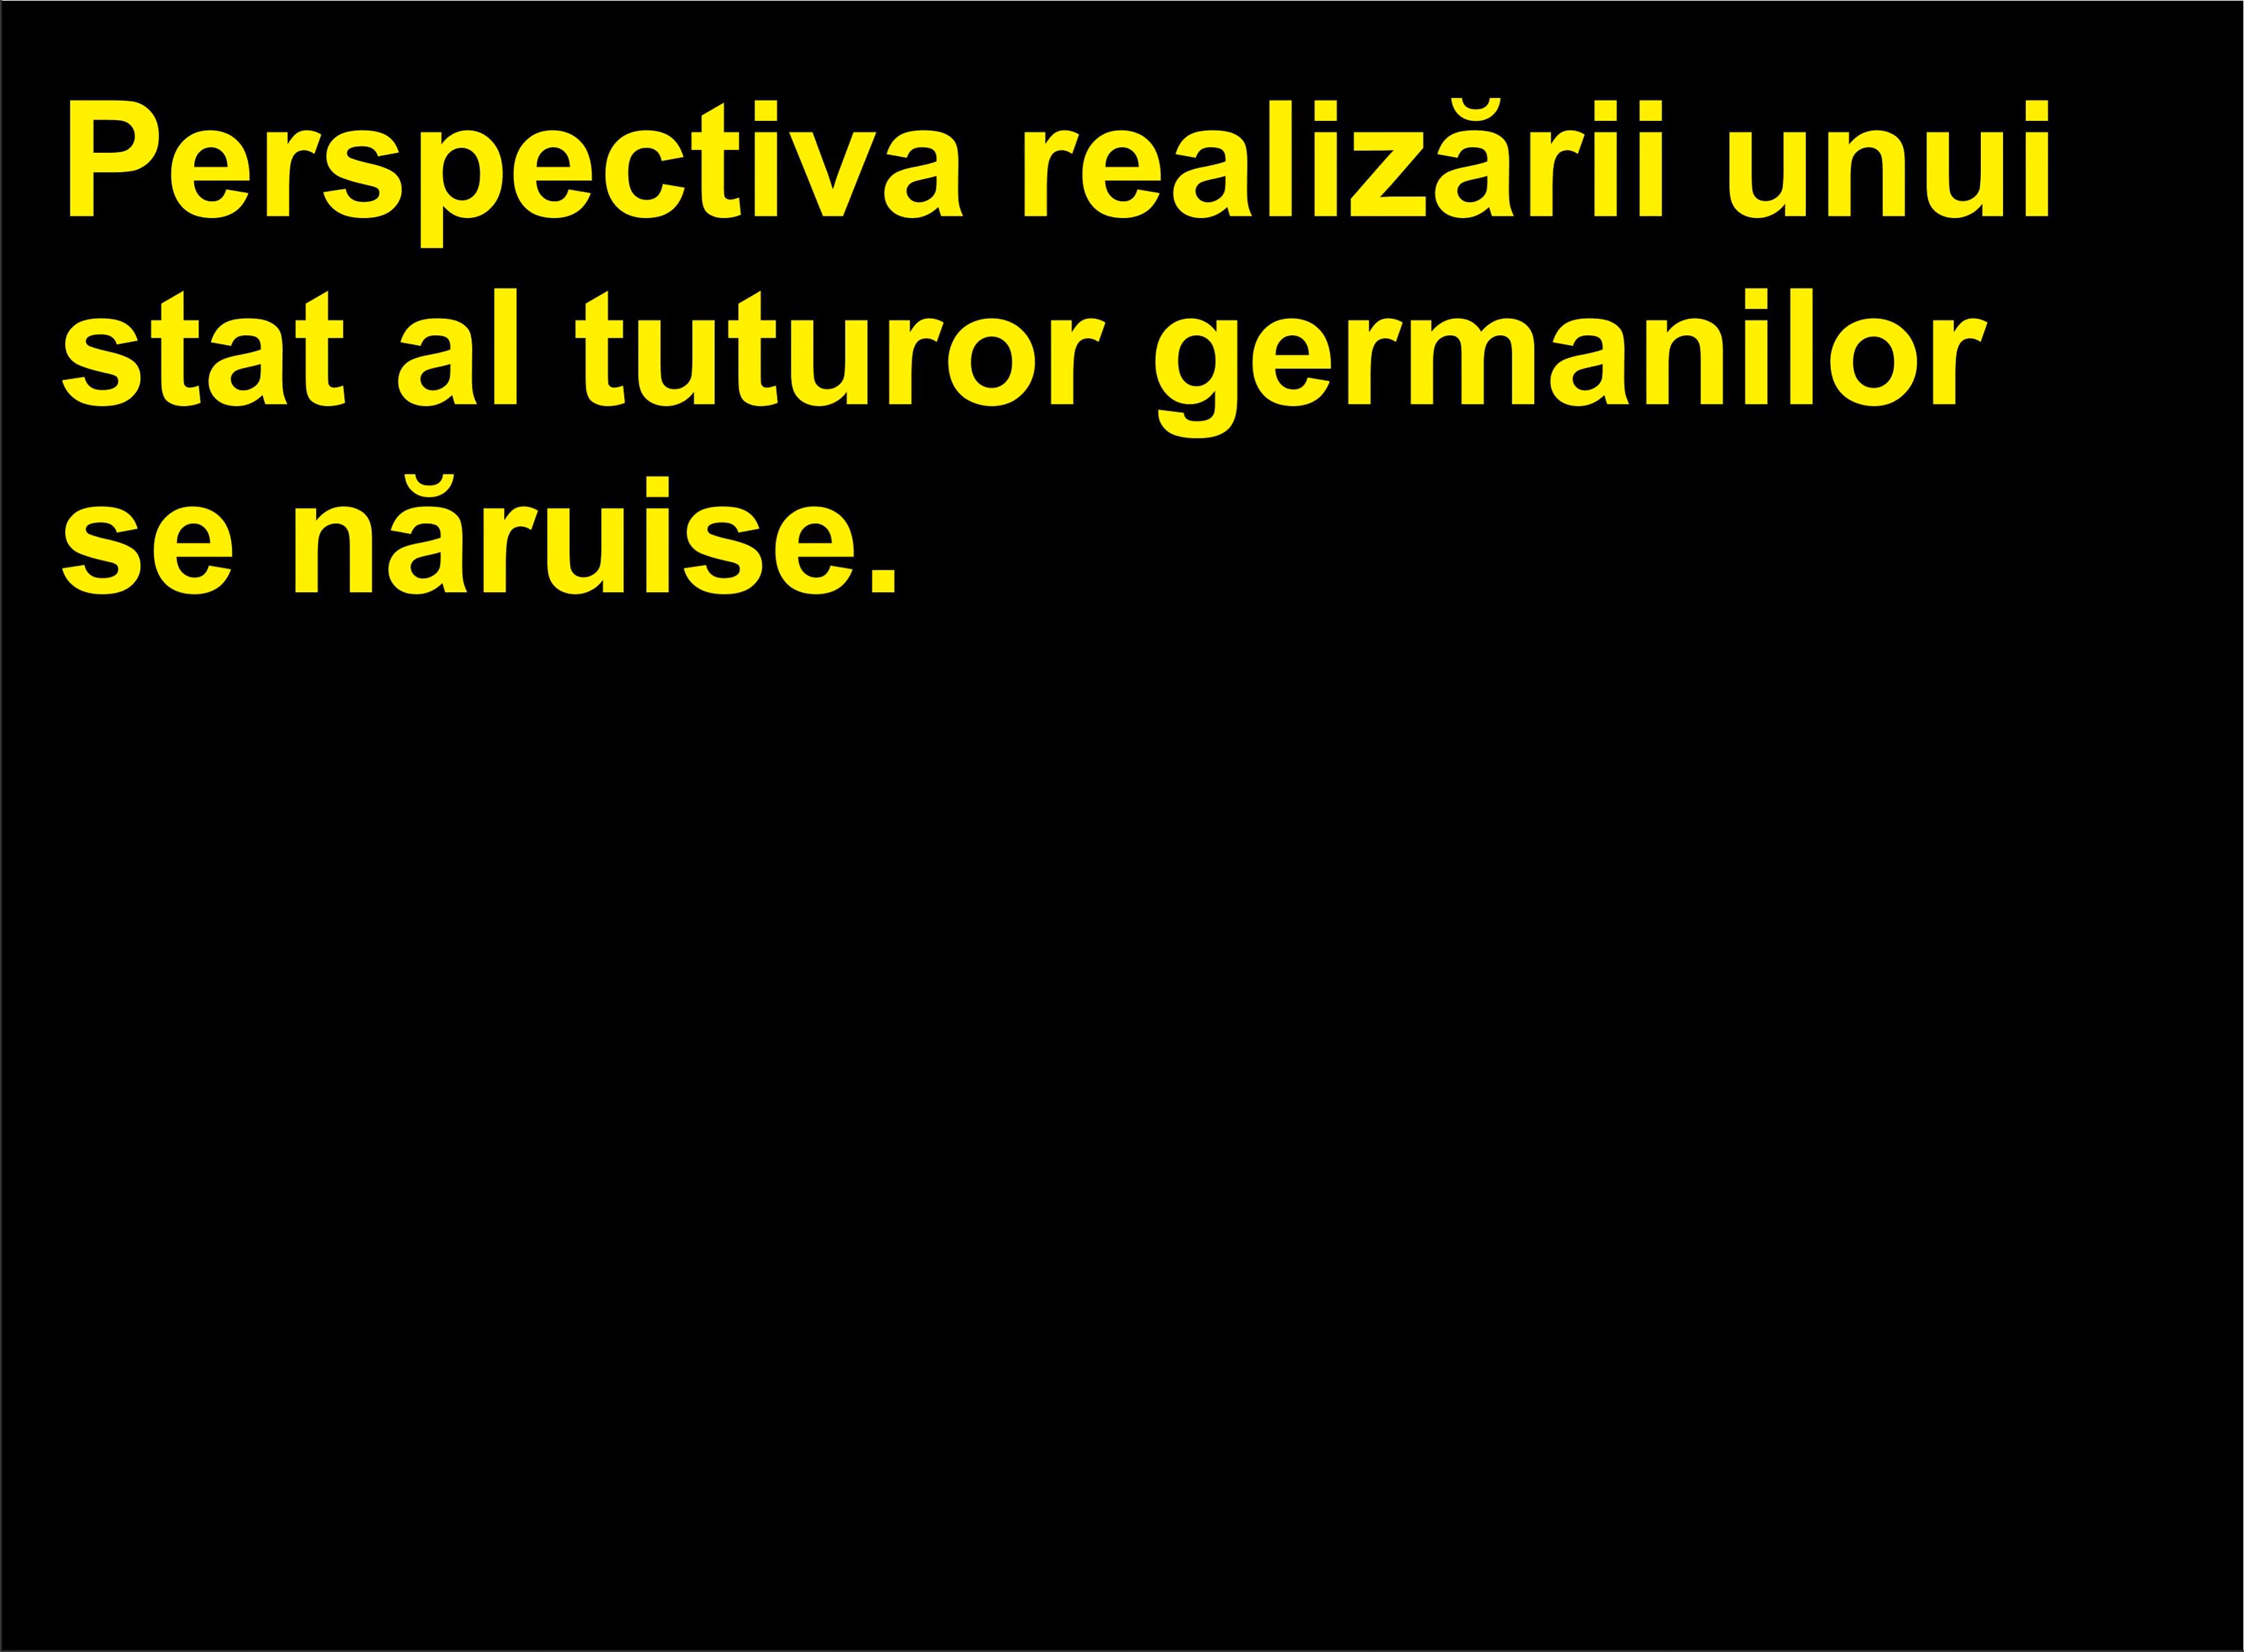 Perspectiva realizării unui
stat al tuturor germanilor
se năruise.